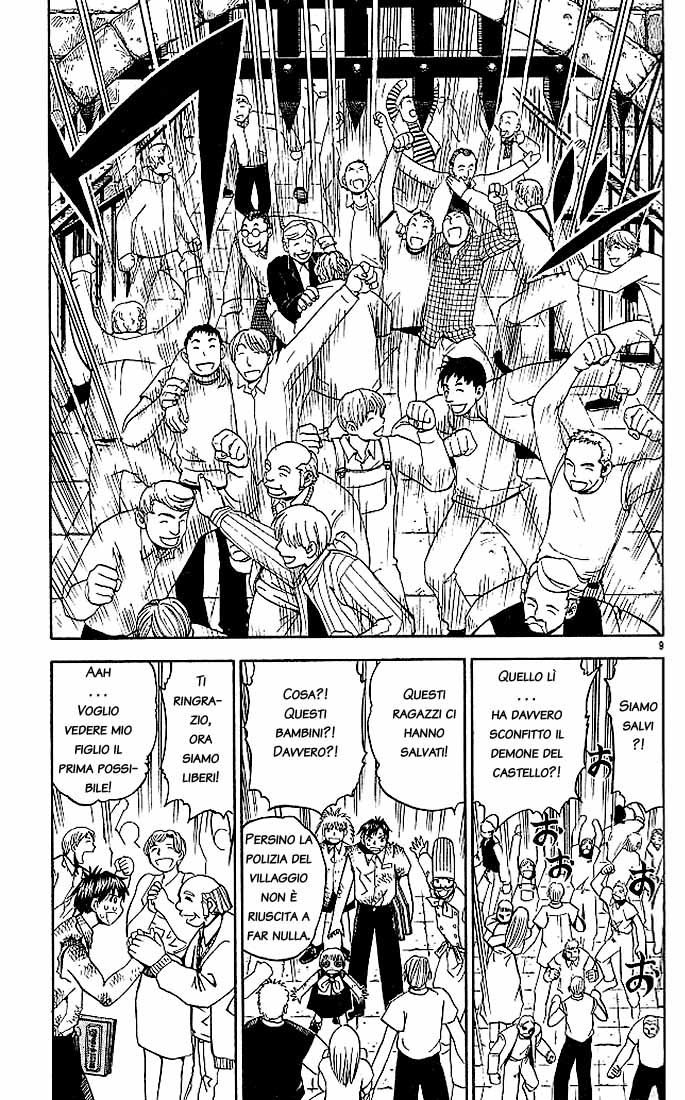 9
SIAMO
SALVI
?!
QUELLO LÌ
...
HA DAVVERO
SCONFITTO IL
DEMONE DEL
CASTELLO?!
お
お
お
お
お
QUESTI
RAGAZZI CI
HANNO
SALVATI!
COSA?!
QUESTI
BAMBINI?!
DAVVERO?!
PERSINO LA
POLIZIA DEL
VILLAGGIO
NON È
RIUSCITA A
FAR NULLA.
TI
RINGRA-
ZIO,
ORA
SIAMO
LIBERI!
AAH
...
VOGLIO
VEDERE MIO
FIGLIO IL
PRIMA POSSI-
BILE!